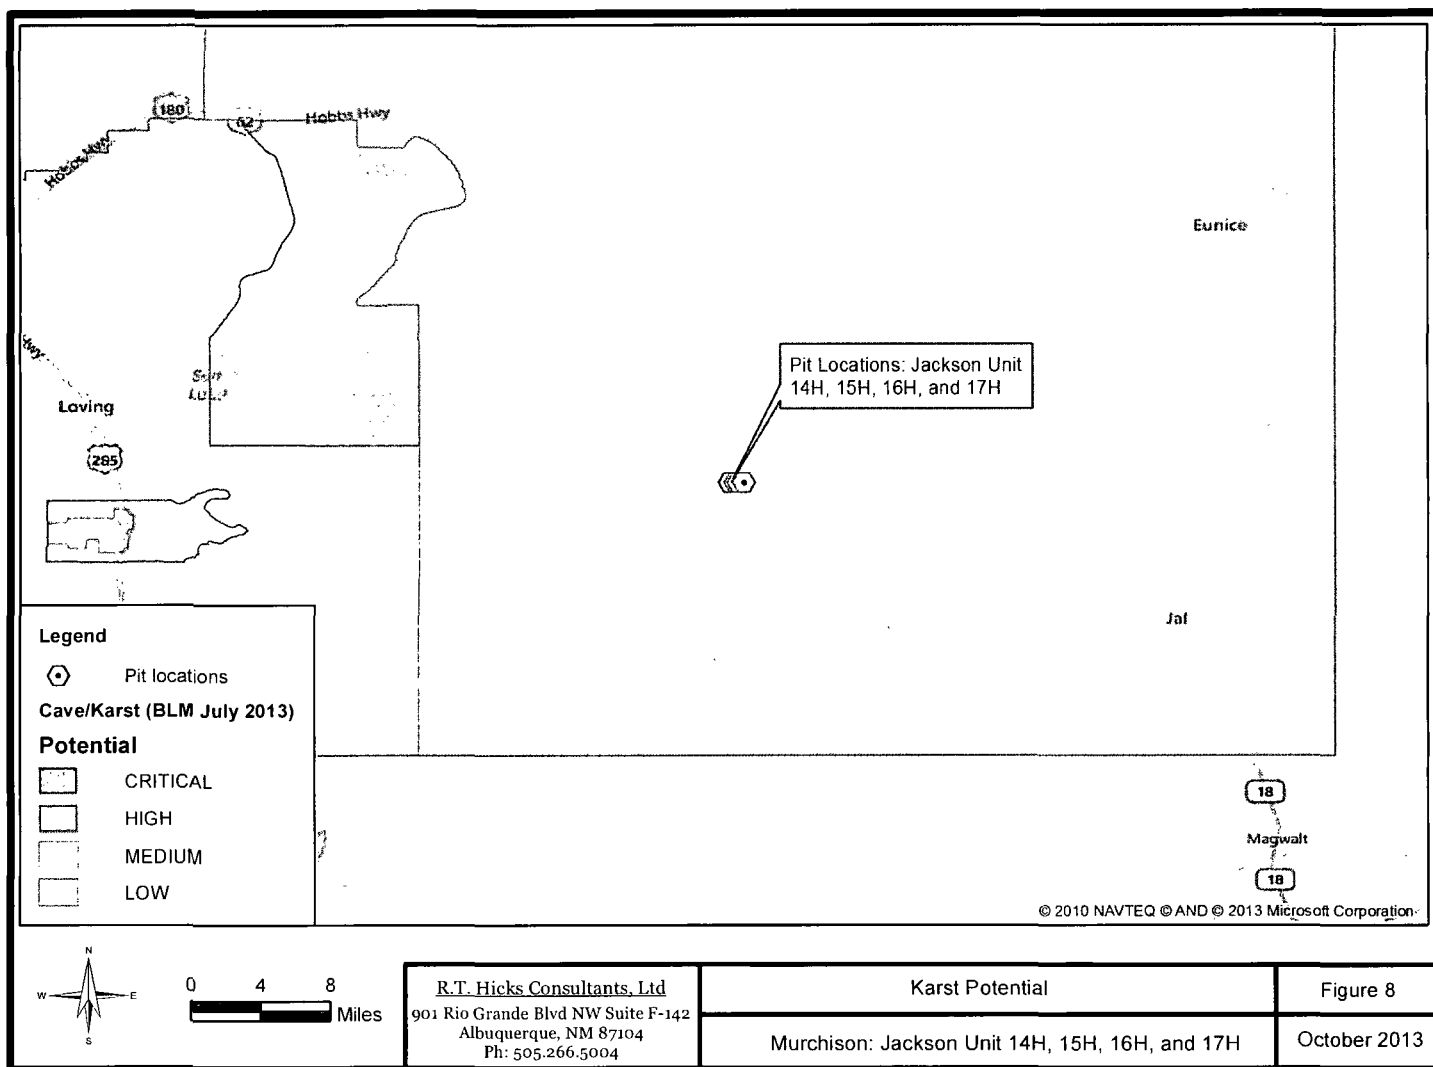 180
62
Hobbs Hwy
Hobbs Hwy
Eunice
Hwy
Pit Locations: Jackson Unit
14H, 15H, 16H, and 17H
Loving
285
Jal
Legend
Pit locations
Cave/Karst (BLM July 2013)
Potential
CRITICAL
HIGH
MEDIUM
LOW
18
Magwalt
18
© 2010 NAVTEQ © AND © 2013 Microsoft Corporation
N
W
E
S
0 4 8
Miles
R.T. Hicks Consultants, Ltd
901 Rio Grande Blvd NW Suite F-142
Albuquerque, NM 87104
Ph: 505.266.5004
Karst Potential
Murchison: Jackson Unit 14H, 15H, 16H, and 17H
Figure 8
October 2013